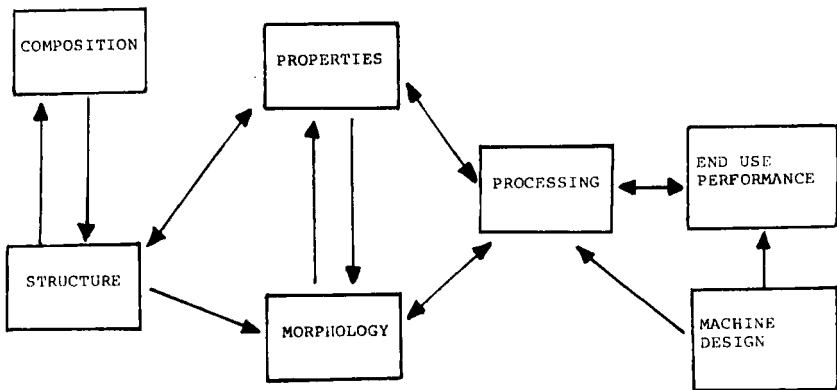 COMPOSITION
PROPERTIES
PROCESSING
END USE
PERFORMANCE
STRUCTURE
MORPHOLOGY
MACHINE
DESIGN